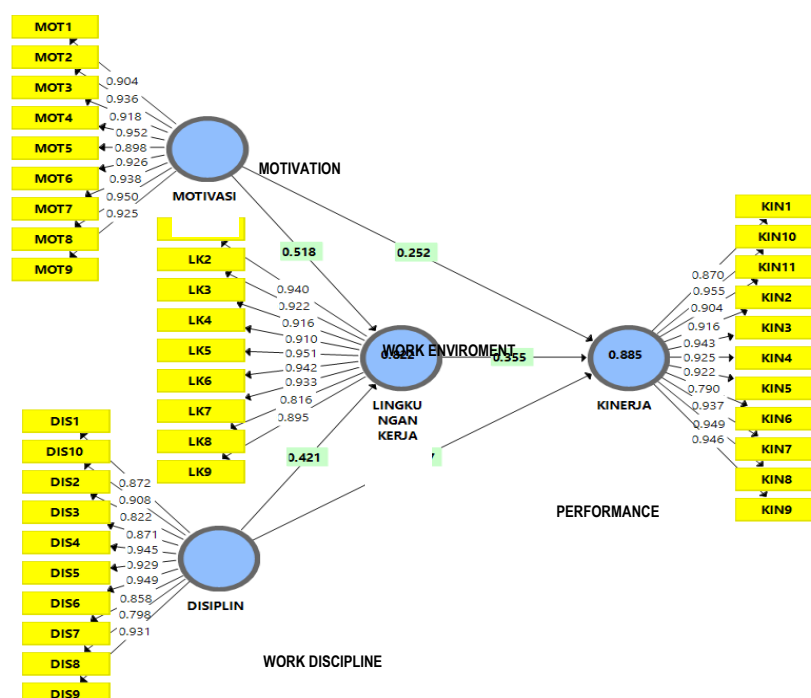 MOT1
MOT2
MOT3
MOT4
MOT5
MOT6
MOT7
MOT8
MOT9
0.904
0.936
0.918
0.952
0.898
0.926
0.938
0.950
0.925
MOTIVASI
MOTIVATION
LK2
LK3
LK4
LK5
LK6
LK7
LK8
LK9
0.940
0.922
0.916
0.910
0.951
0.942
0.933
0.816
0.895
0.518
0.252
WORK ENVIROMENT
0.355
LINGKU
NGAN
KERJA
0.421
0.885
KINERJA
KIN1
KIN10
KIN11
KIN2
KIN3
KIN4
KIN5
KIN6
KIN7
KIN8
KIN9
0.870
0.955
0.904
0.916
0.943
0.925
0.922
0.790
0.937
0.949
0.946
PERFORMANCE
DIS1
DIS10
DIS2
DIS3
DIS4
DIS5
DIS6
DIS7
DIS8
DIS9
0.872
0.908
0.822
0.871
0.945
0.929
0.949
0.858
0.798
0.931
DISIPLIN
WORK DISCIPLINE